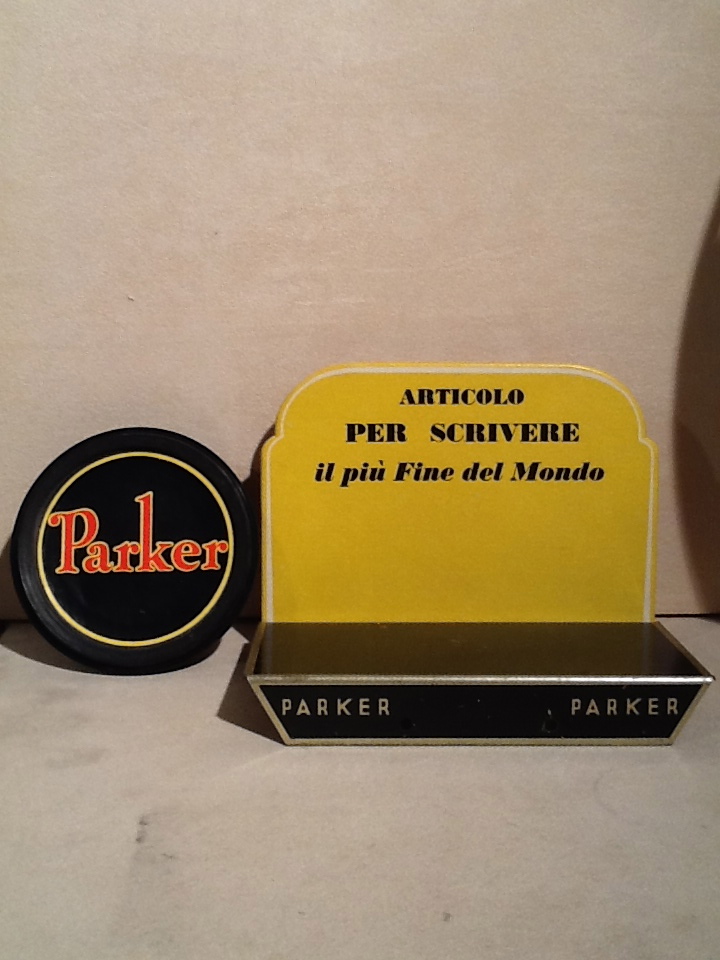 Parker
ARTICOLO
PER SCRIVERE
il più Fine del Mondo
PARKER PARKER